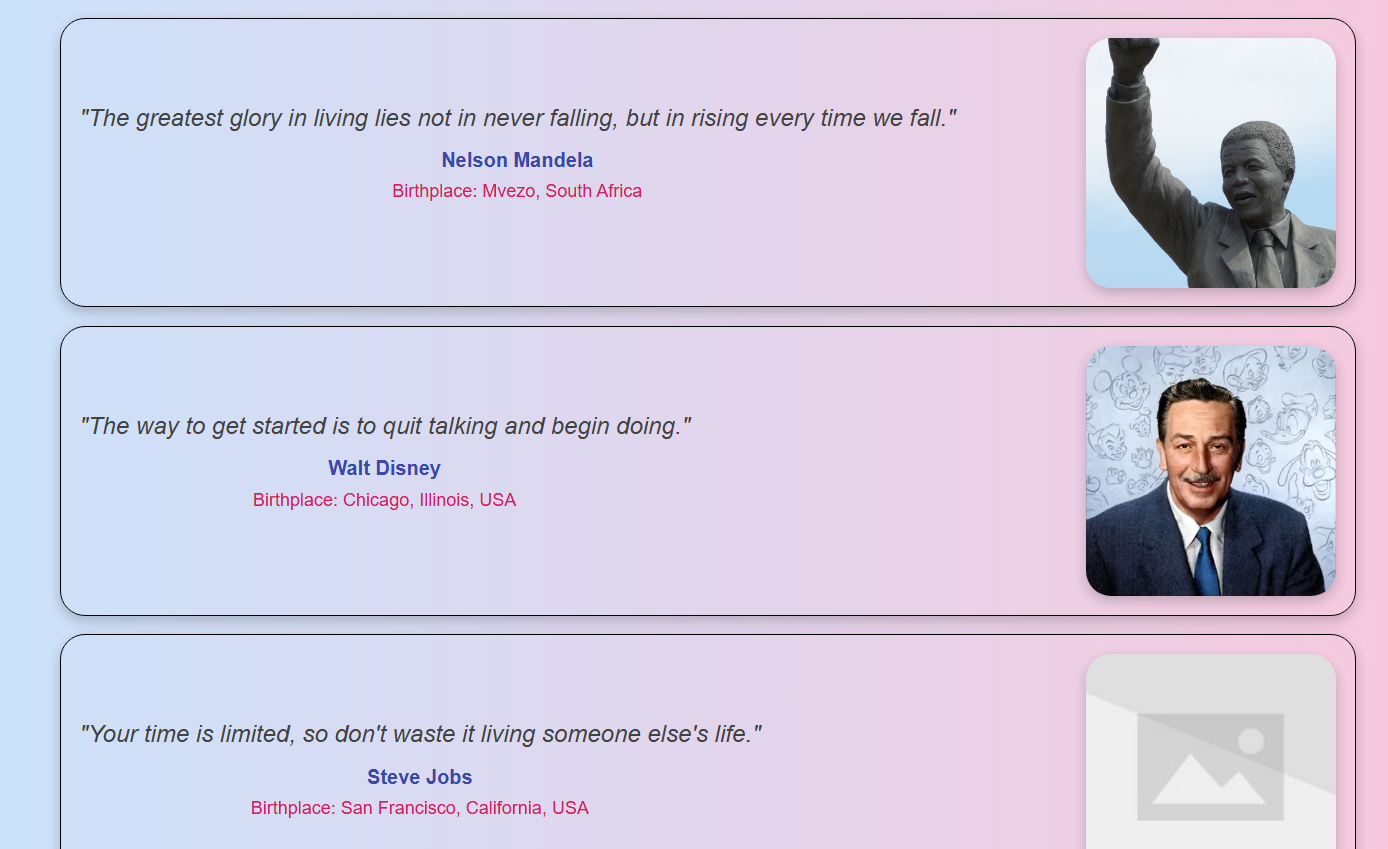 "The greatest glory in living lies not in never falling, but in rising every time we fall."
Nelson Mandela
Birthplace: Mvezo, South Africa
"The way to get started is to quit talking and begin doing."
Walt Disney
Birthplace: Chicago, Illinois, USA
"Your time is limited, so don't waste it living someone else's life."
Steve Jobs
Birthplace: San Francisco, California, USA